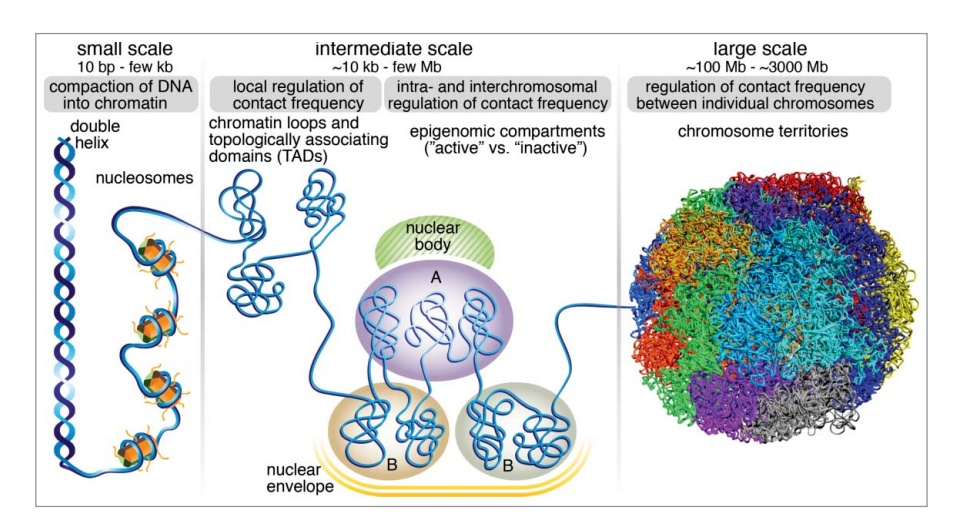 small scale
10 bp - few kb
compaction of DNA
into chromatin
double
helix
nucleosomes
intermediate scale
~10 kb - few Mb
local regulation of
contact frequency
chromatin loops and
topologically associating
domains (TADs)
intra- and interchromosomal
regulation of contact frequency
epigenomic compartments
("active" vs. "inactive")
nuclear
body
A
B
B
nuclear
envelope
large scale
~100 Mb - ~3000 Mb
regulation of contact frequency
between individual chromosomes
chromosome territories